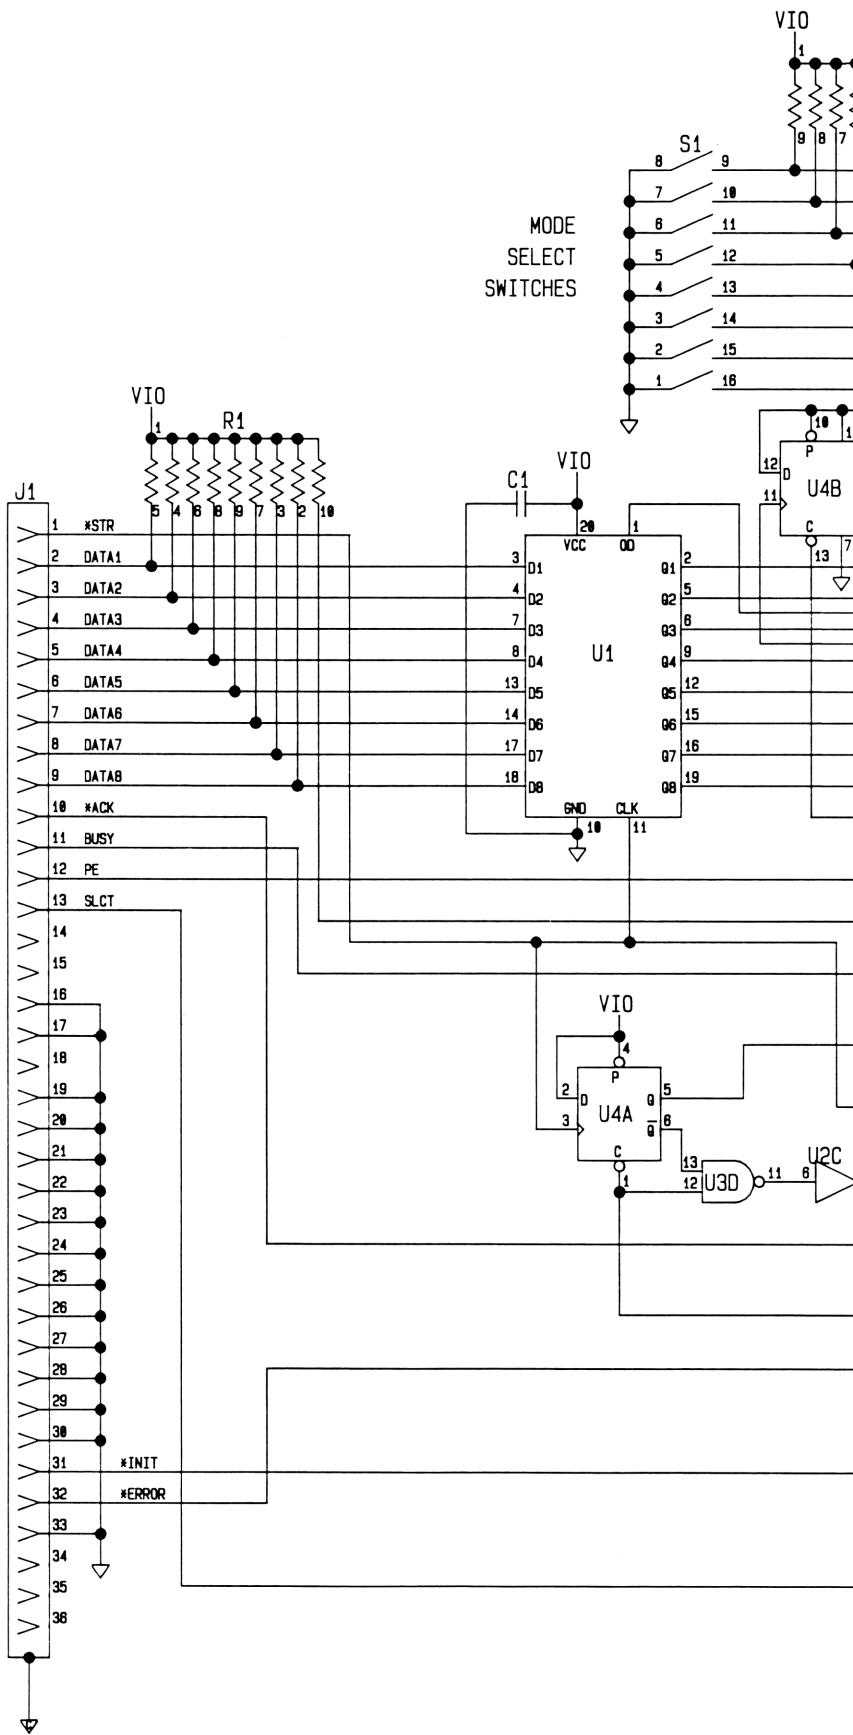 VIO
1
9 8 7
S1
8 9
7 10
6 11
5 12
4 13
3 14
2 15
1 16
MODE
SELECT
SWITCHES
VIO
1
R1
5 4 6 8 9 7 3 2 10
VIO
C1
20 1
VCC OD
10 1
P
12 D
U4B
11
C
13 7
J1
1 *STR
2 DATA1 3 D1 Q1 2
3 DATA2 4 D2 Q2 5
4 DATA3 7 D3 Q3 6
U1
5 DATA4 8 D4 Q4 9
6 DATA5 13 D5 Q5 12
7 DATA6 14 D6 Q6 15
8 DATA7 17 D7 Q7 16
9 DATA8 18 D8 Q8 19
GND CLK
10 11
10 *ACK
11 BUSY
12 PE
13 SLCT
14
15
16
17
18
19
20
21
22
23
24
25
26
27
28
29
30
31 *INIT
32 *ERROR
33
34
35
36
VIO
4
P
2 D Q 5
U4A
3 Q 6
C
1
13
12 U3D 11
U2C
6
C